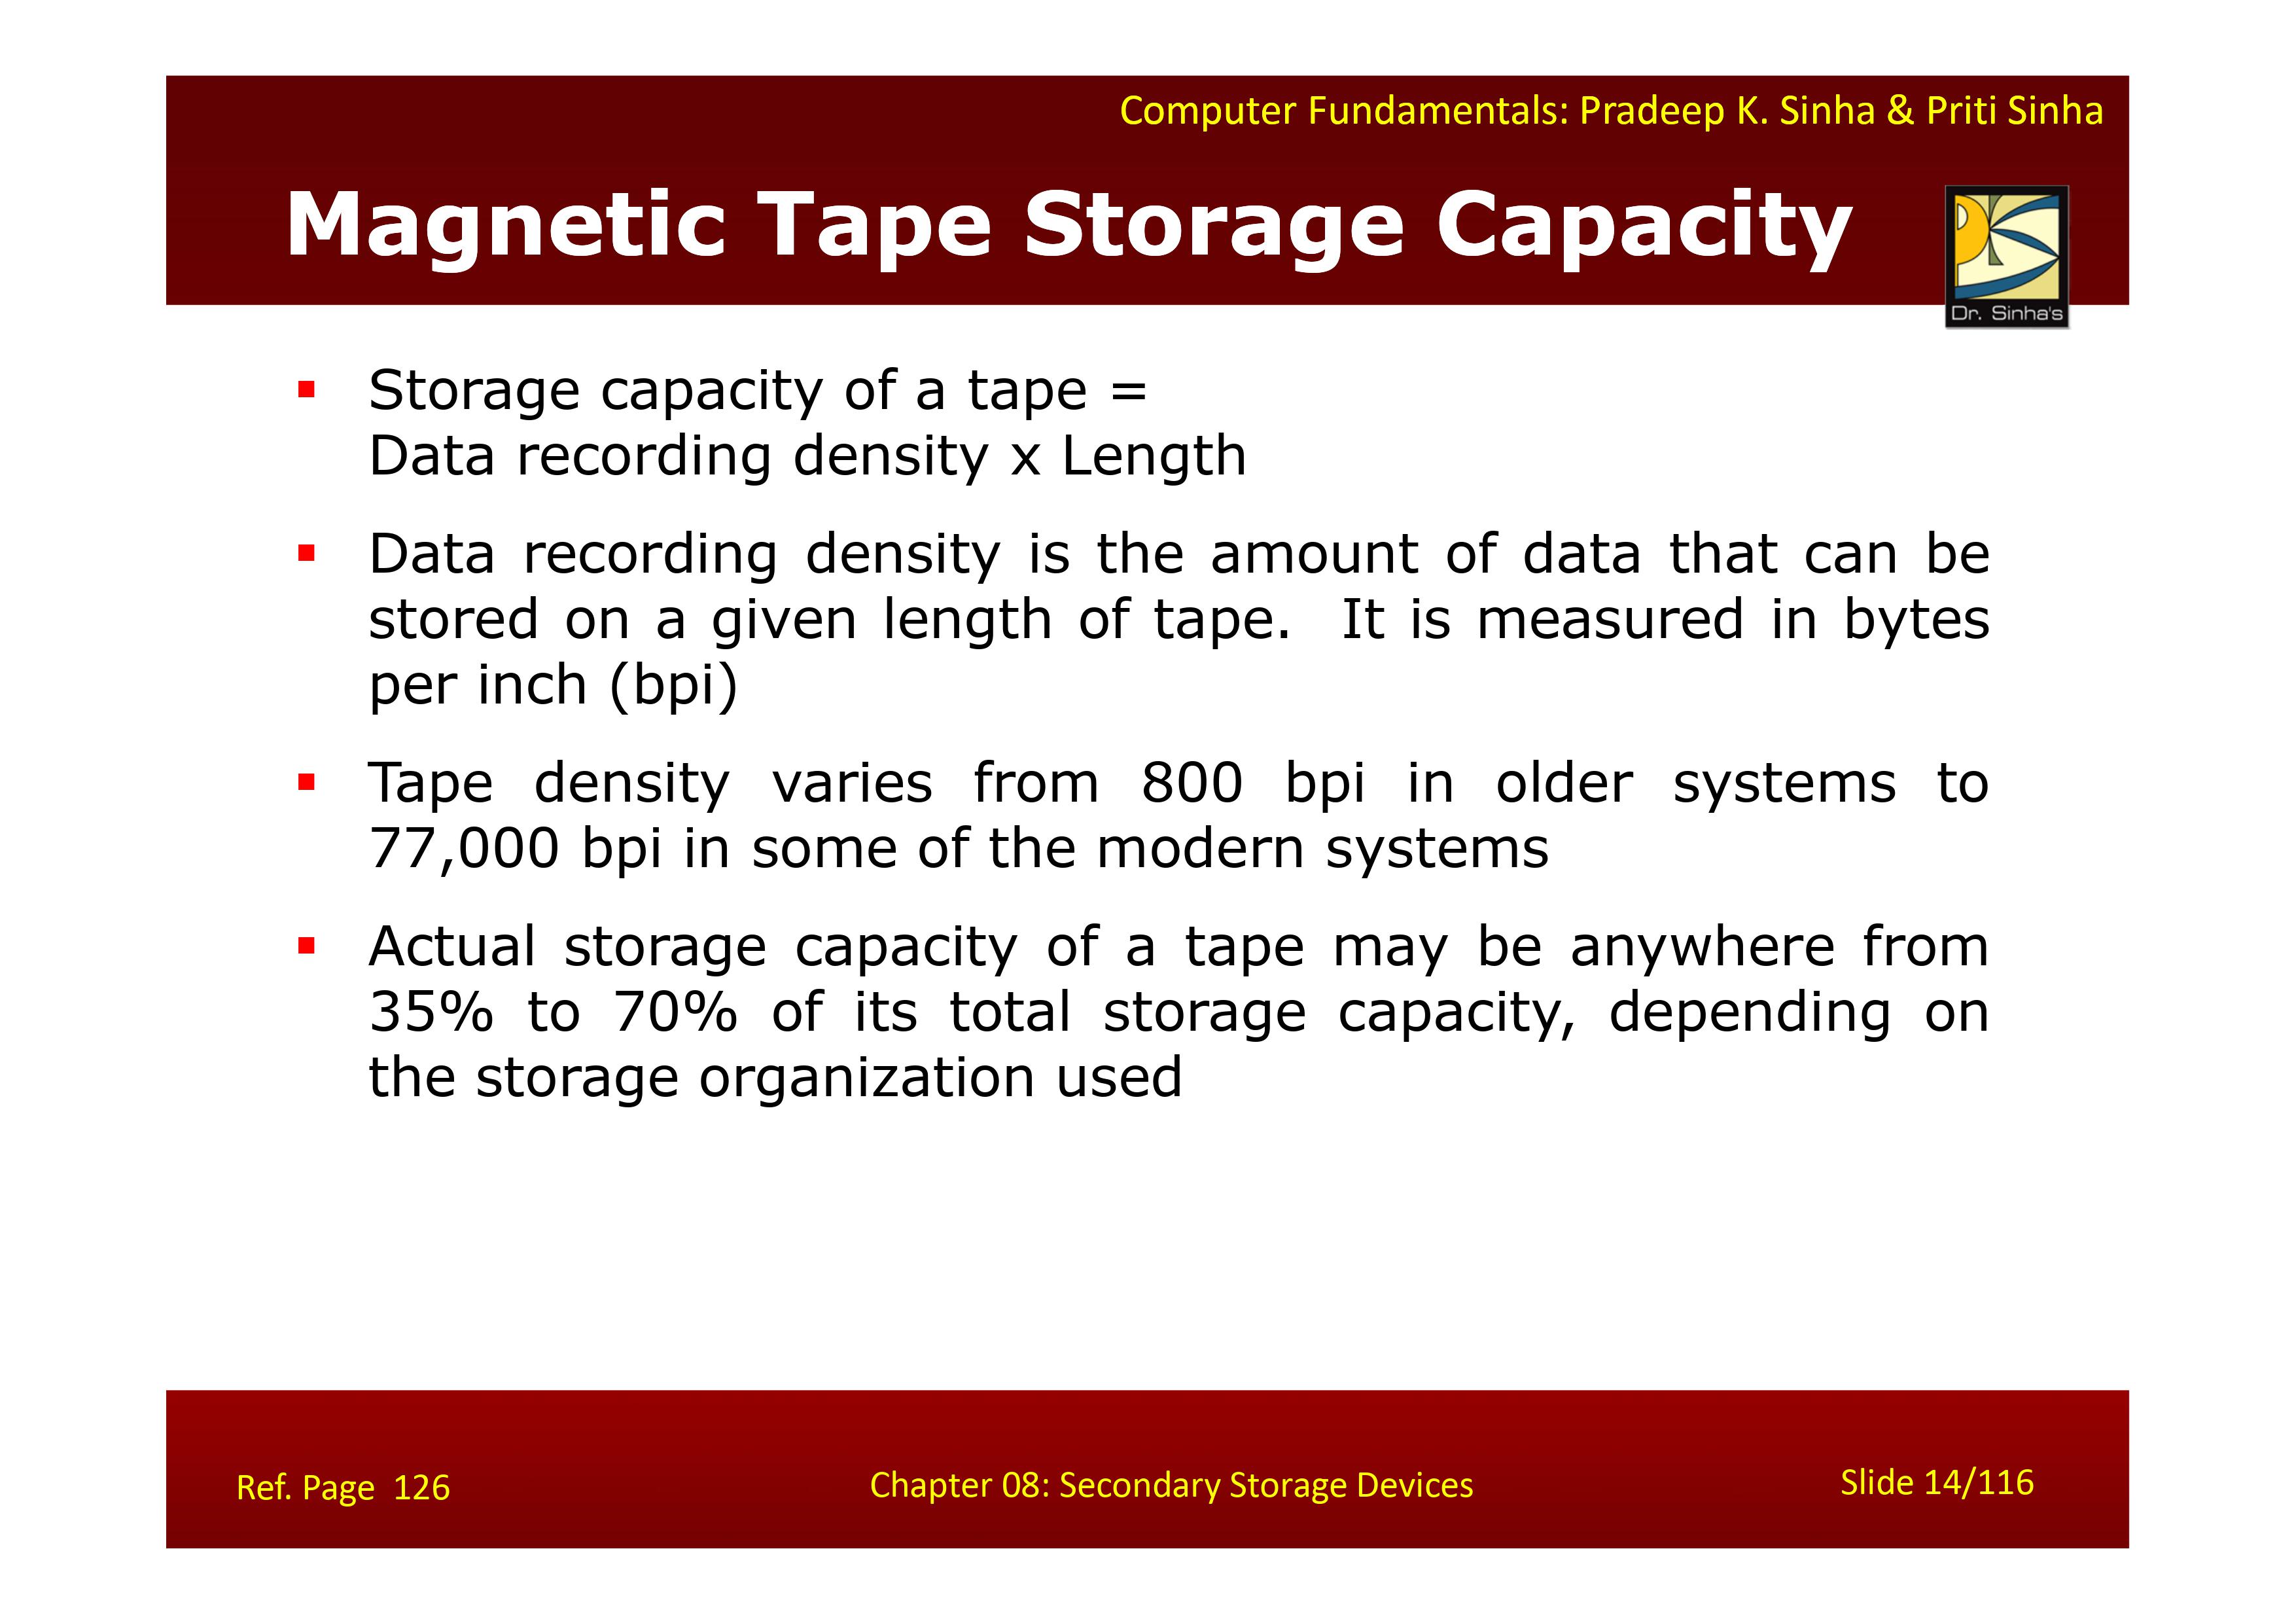 Computer Fundamentals: Pradeep K. Sinha & Priti Sinha
Magnetic Tape Storage Capacity
Dr. Sinha's
▪ Storage capacity of a tape =
Data recording density x Length
▪ Data recording density is the amount of data that can be
stored on a given length of tape. It is measured in bytes
per inch (bpi)
▪ Tape density varies from 800 bpi in older systems to
77,000 bpi in some of the modern systems
▪ Actual storage capacity of a tape may be anywhere from
35% to 70% of its total storage capacity, depending on
the storage organization used
Ref. Page 126
Chapter 08: Secondary Storage Devices
Slide 14/116